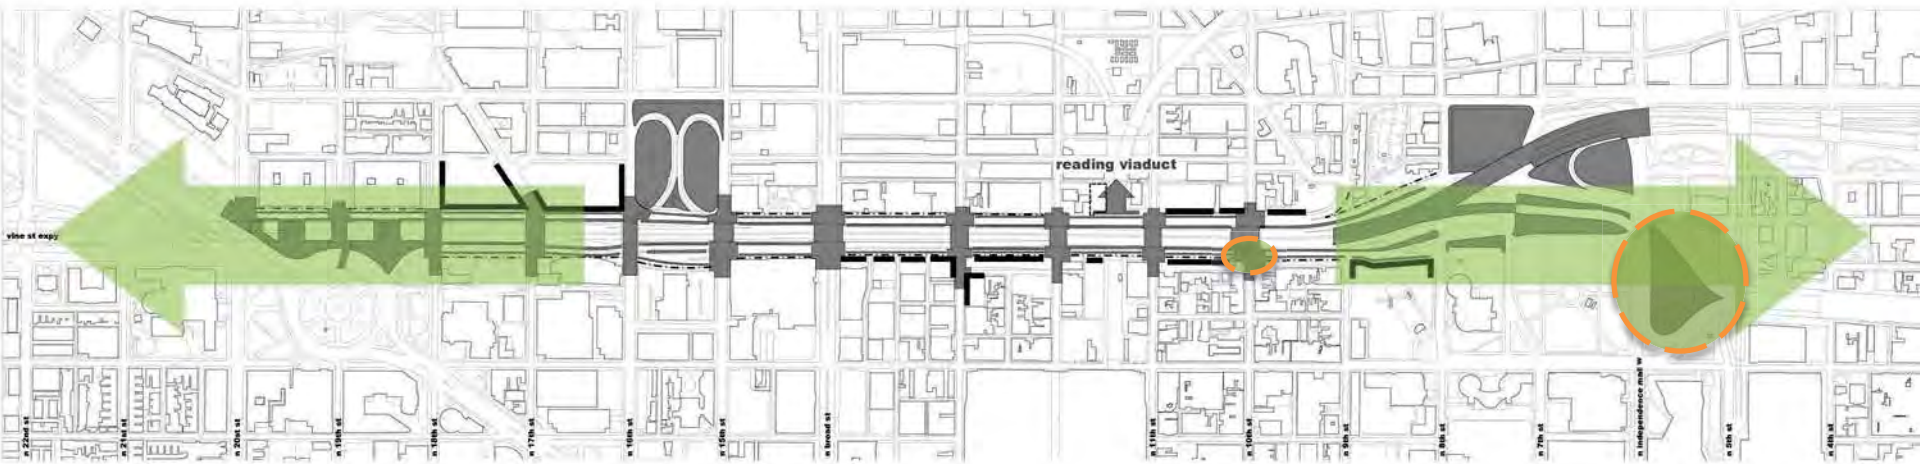 reading viaduct
vine st expy
n 22nd st
n 21st st
n 20st st
n 19th st
n 18th st
n 17th st
n 16th st
n 15th st
n broad st
n 11th st
n 10th st
n 9th st
n 8th st
n 7th st
n independence mall w
n 5th st
n 4th st